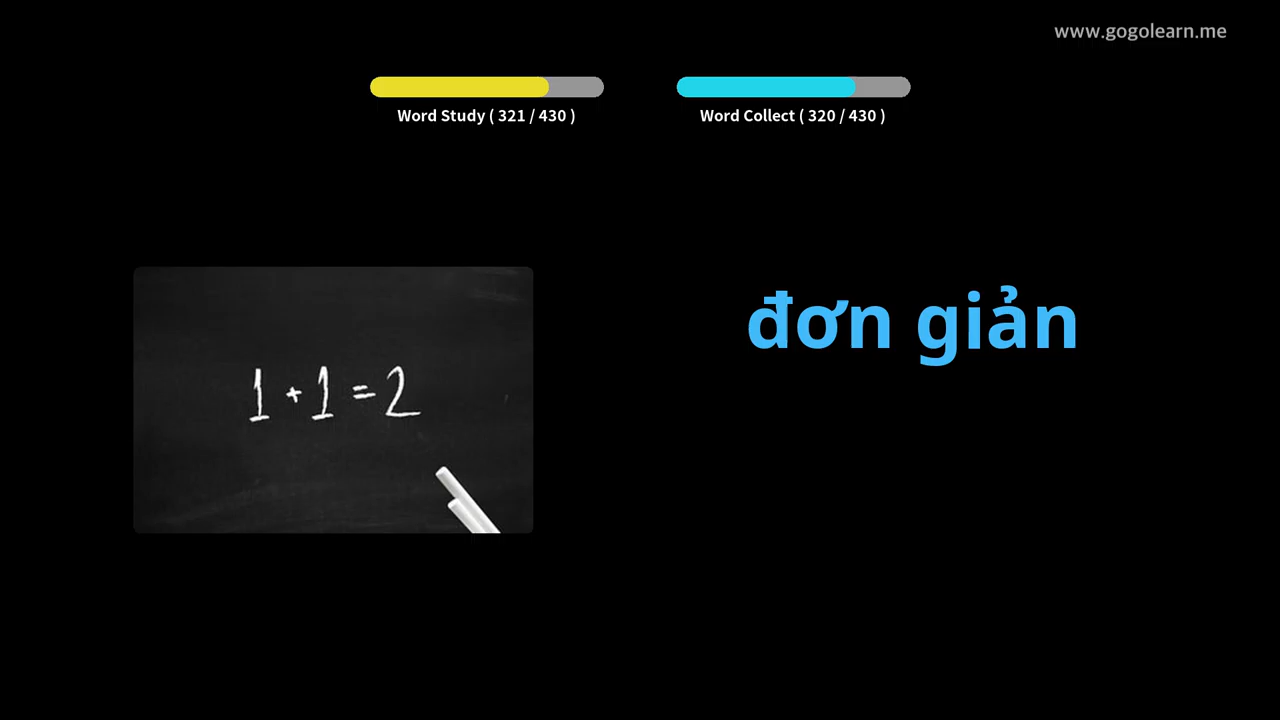 www.gogolearn.me
Word Study ( 321 / 430 )
Word Collect ( 320 / 430 )
1 + 1 = 2
đơn giản